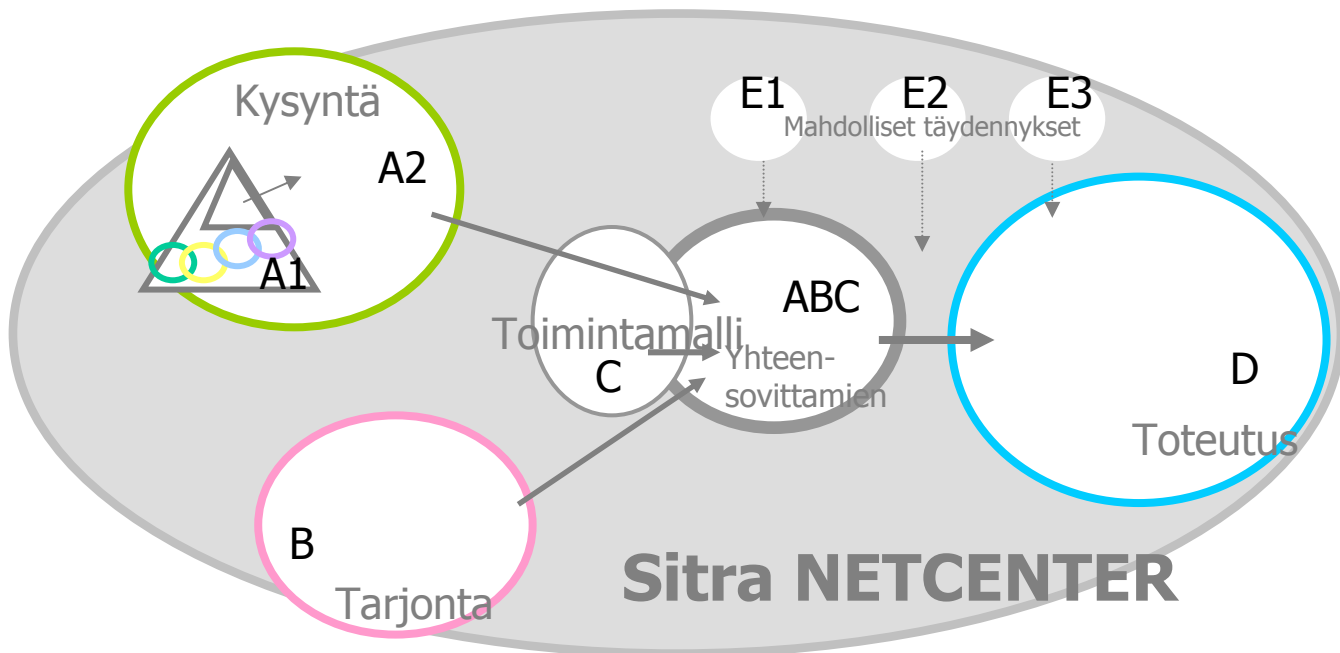 Kysyntä
A2
A1
E1
E2
E3
Mahdolliset täydennykset
Toimintamalli
C
ABC
Yhteen-
sovittamien
D
Toteutus
B
Tarjonta
Sitra NETCENTER